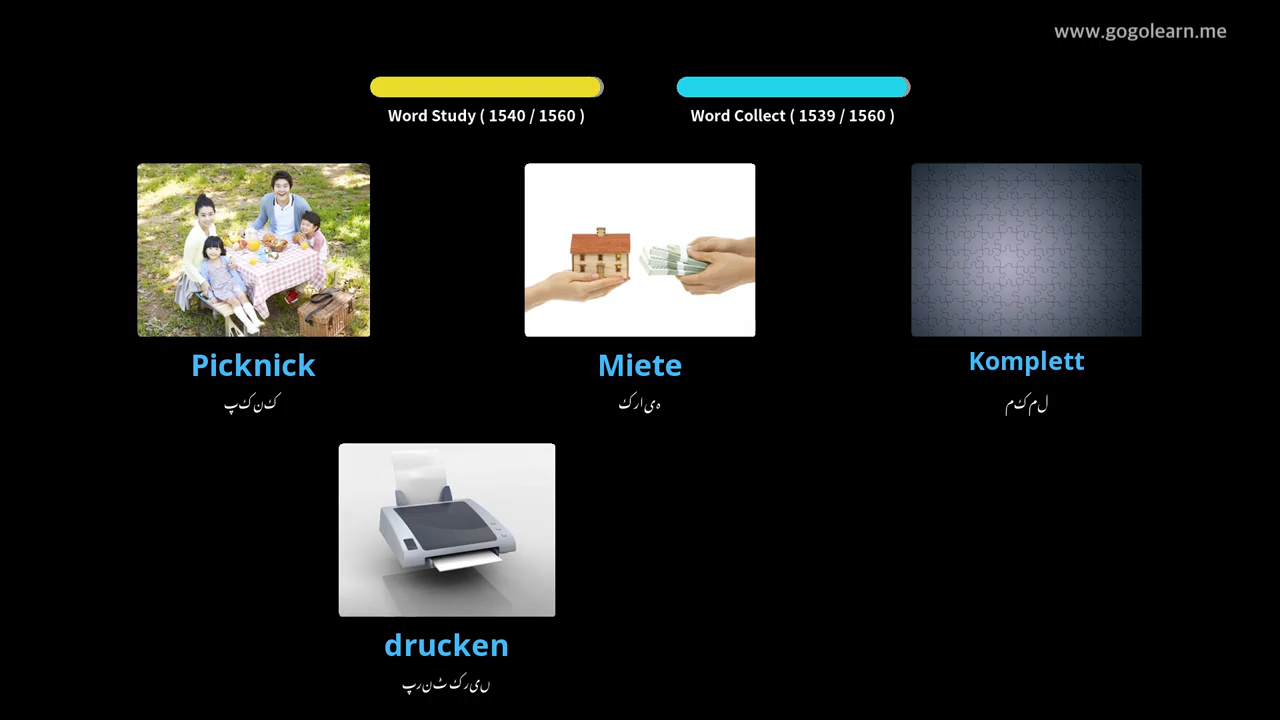 www.gogolearn.me
Word Study ( 1540 / 1560 )
Word Collect ( 1539 / 1560 )
Picknick
پکنک
Miete
کرایہ
Komplett
مکمل
drucken
پرنٹ کریں